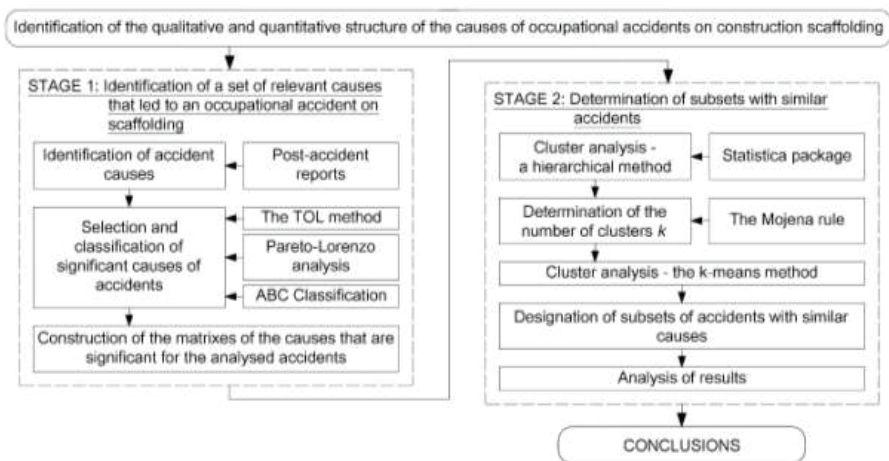 Identification of the qualitative and quantitative structure of the causes of occupational accidents on construction scaffolding
STAGE 1: Identification of a set of relevant causes
that led to an occupational accident on
scaffolding
Identification of accident
causes
Post-accident
reports
Selection and
classification of
significant causes of
accidents
The TOL method
Pareto-Lorenzo
analysis
ABC Classification
Construction of the matrixes of the causes that are
significant for the analysed accidents
STAGE 2: Determination of subsets with similar
accidents
Cluster analysis -
a hierarchical method
Statistica package
Determination of the
number of clusters k
The Mojena rule
Cluster analysis - the k-means method
Designation of subsets of accidents with similar
causes
Analysis of results
CONCLUSIONS